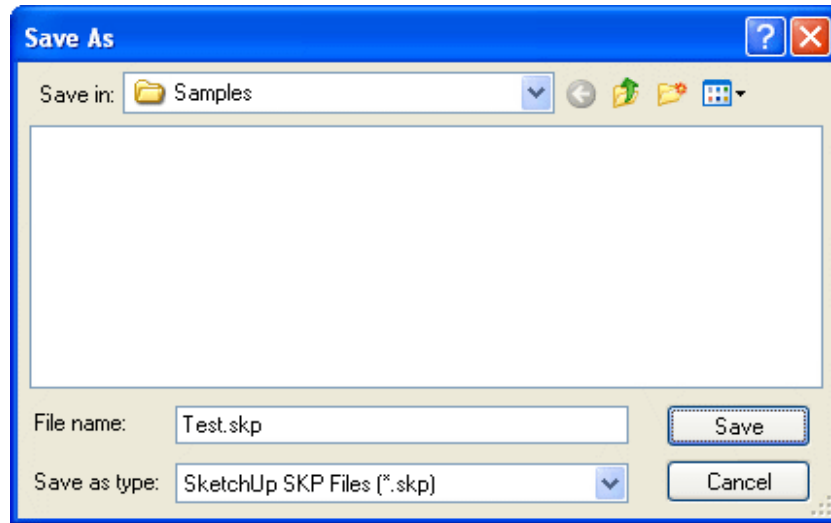 Save As
Save in: Samples
File name: Test.skp
Save
Save as type: SketchUp SKP Files (*.skp)
Cancel